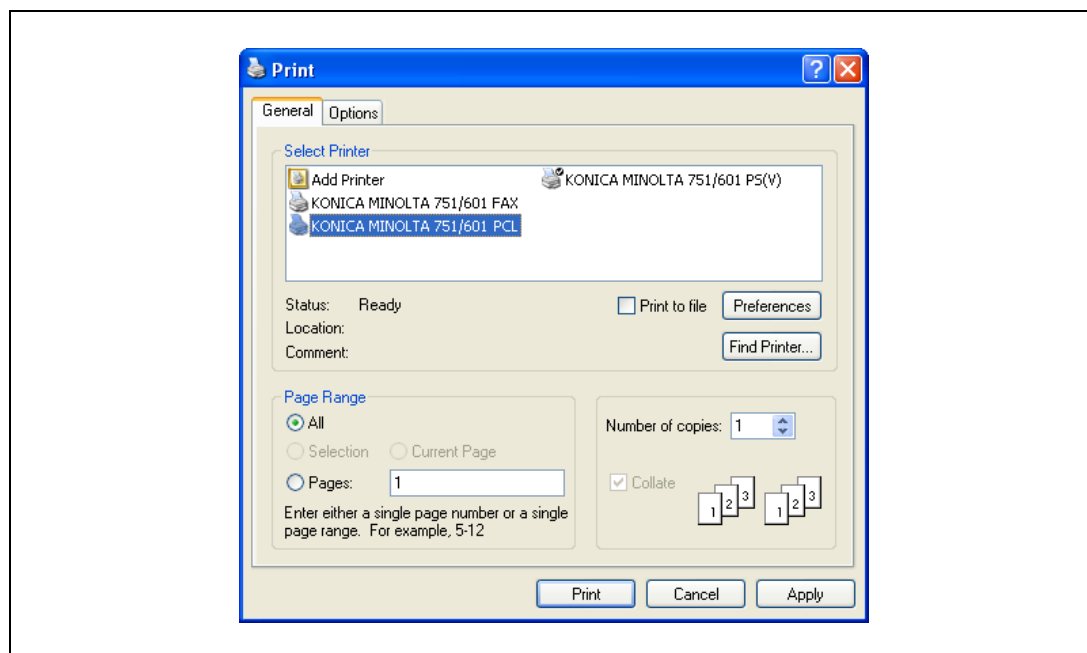 Print
General Options
Select Printer
Add Printer KONICA MINOLTA 751/601 PS(V)
KONICA MINOLTA 751/601 FAX
KONICA MINOLTA 751/601 PCL
Status: Ready Print to file Preferences
Location:
Comment: Find Printer...
Page Range
All Number of copies: 1
Selection Current Page
Pages: 1 Collate 1 2 3 1 2 3
Enter either a single page number or a single
page range. For example, 5-12
Print Cancel Apply